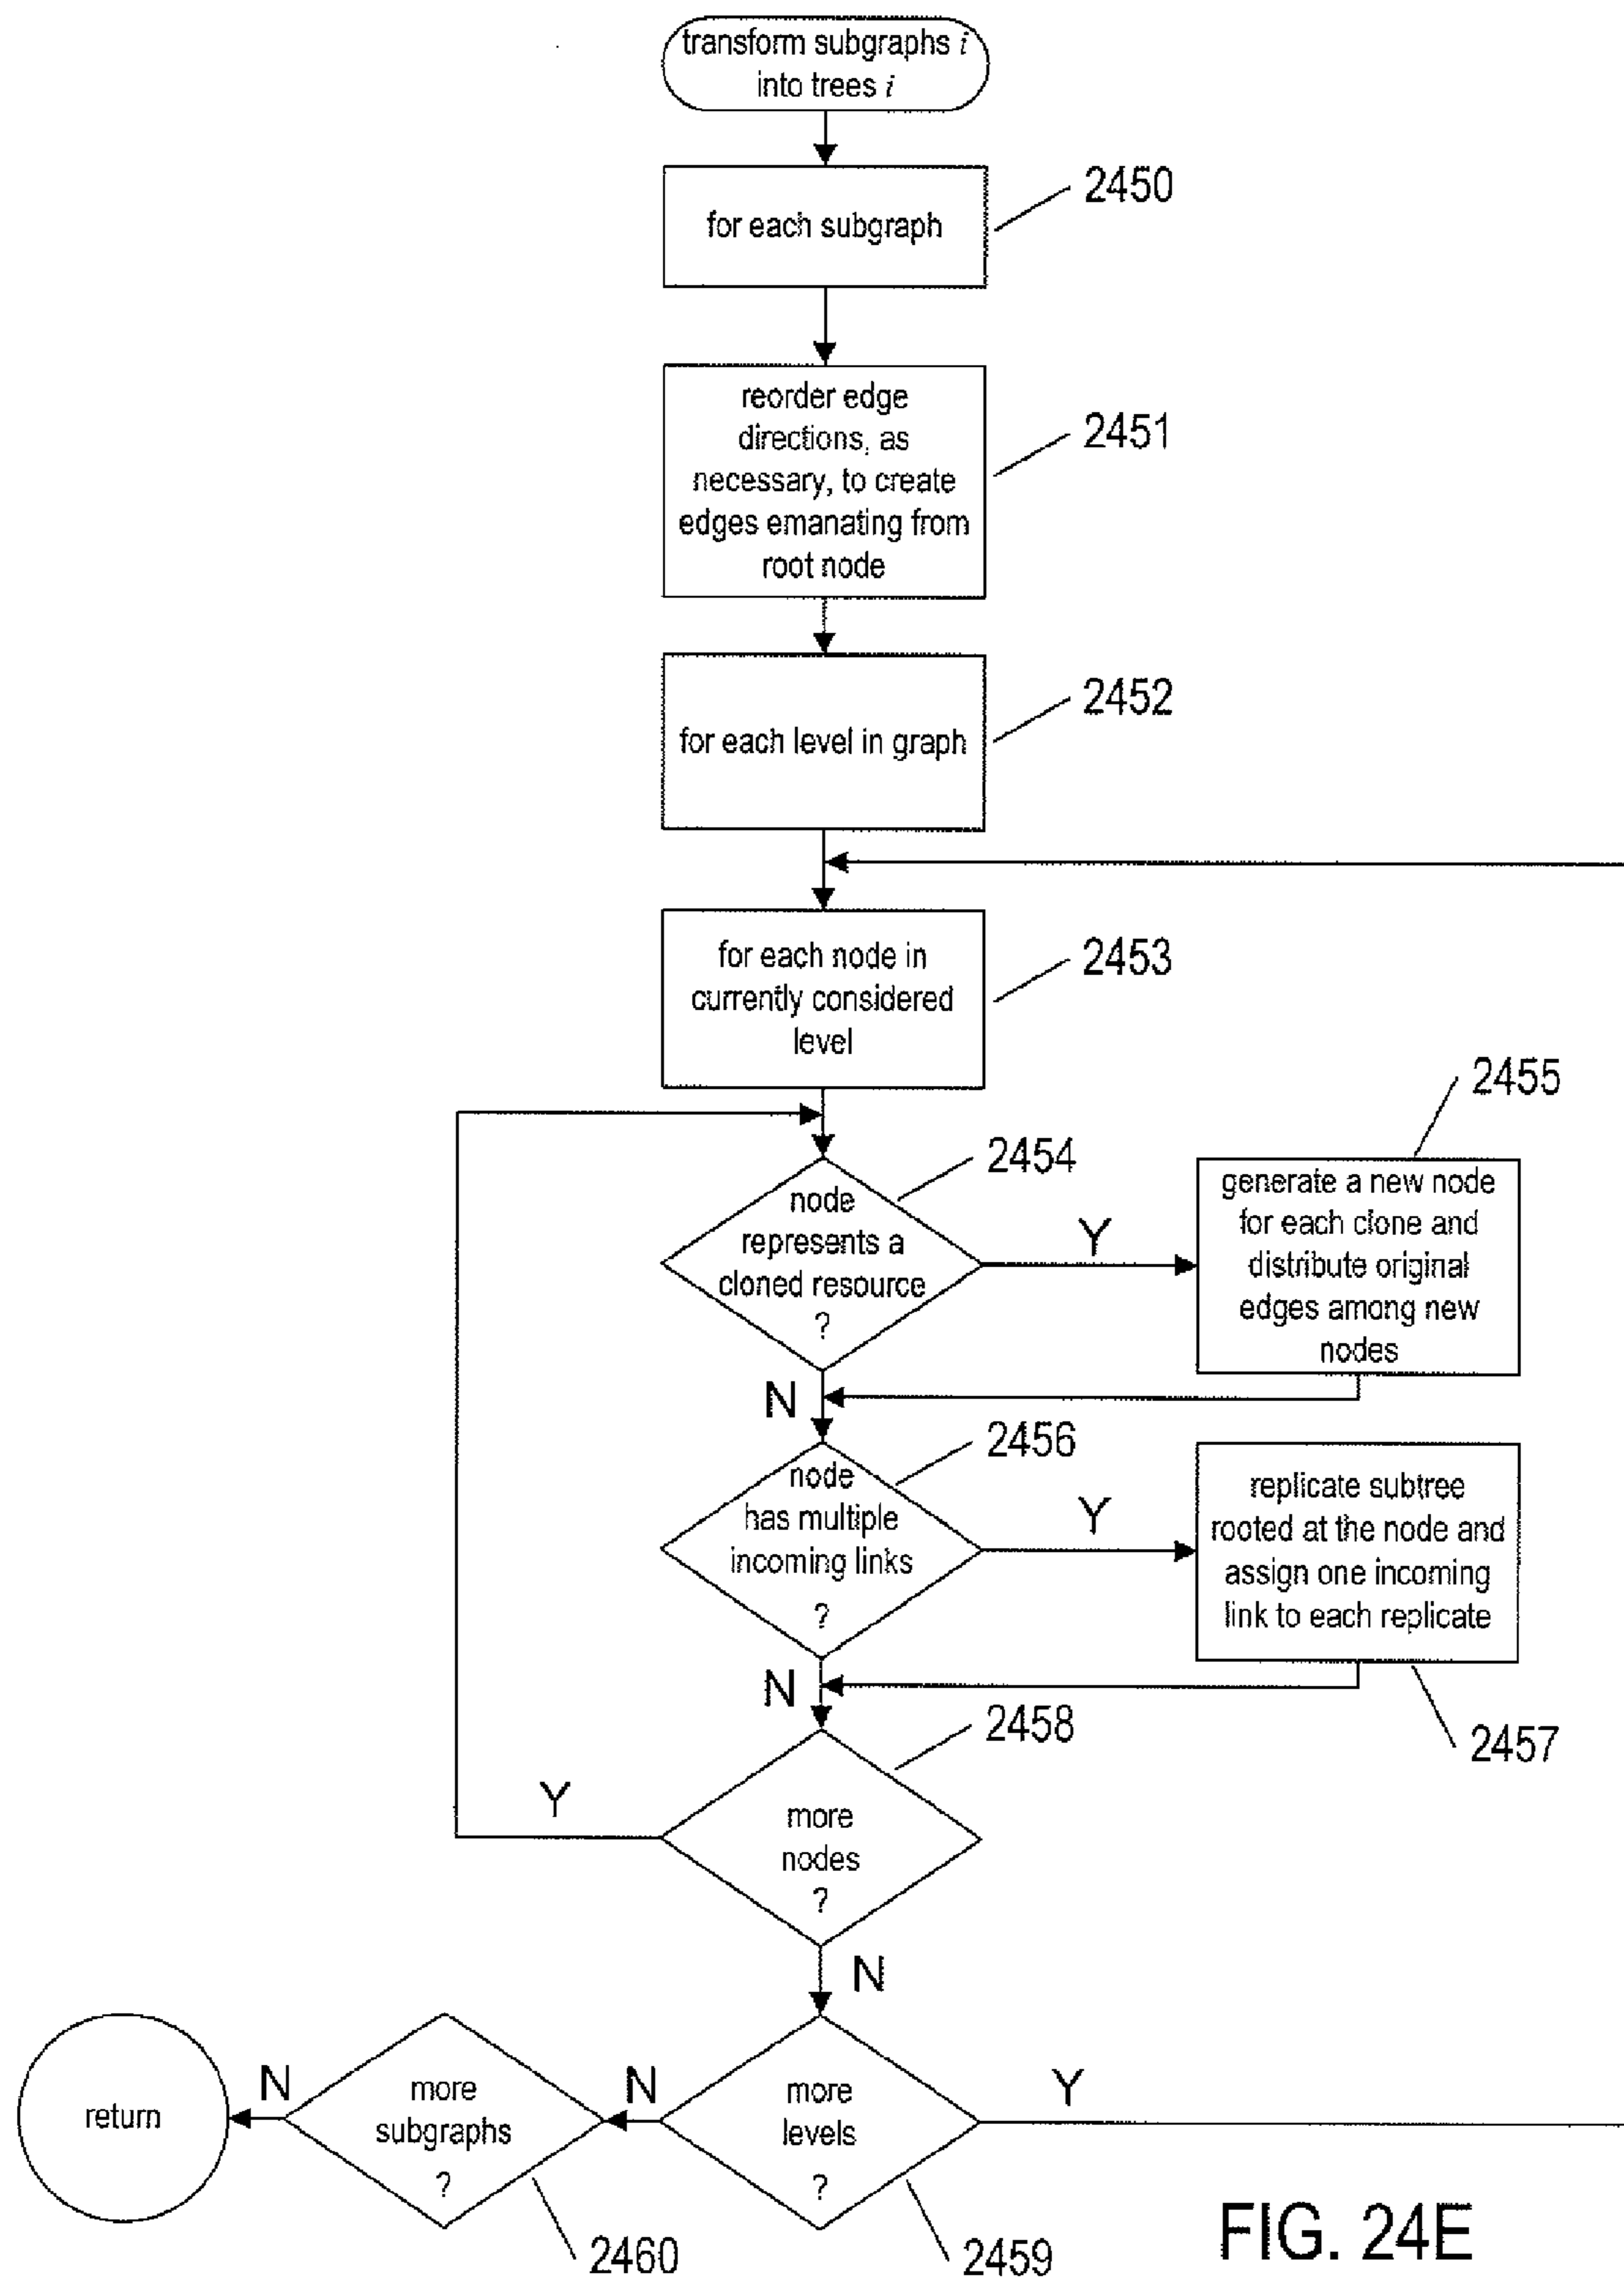 transform subgraphs i
into trees i
2450
for each subgraph
reorder edge
directions, as
necessary, to create
edges emanating from
root node
2451
2452
for each level in graph
for each node in
currently considered
level
2453
2454
node
represents a
cloned resource
?
Y
2455
generate a new node
for each clone and
distribute original
edges among new
nodes
N
2456
node
has multiple
incoming links
?
Y
replicate subtree
rooted at the node and
assign one incoming
link to each replicate
2457
N
2458
more
nodes
?
Y
N
more
levels
?
2459
Y
N
more
subgraphs
?
2460
N
return
FIG. 24E